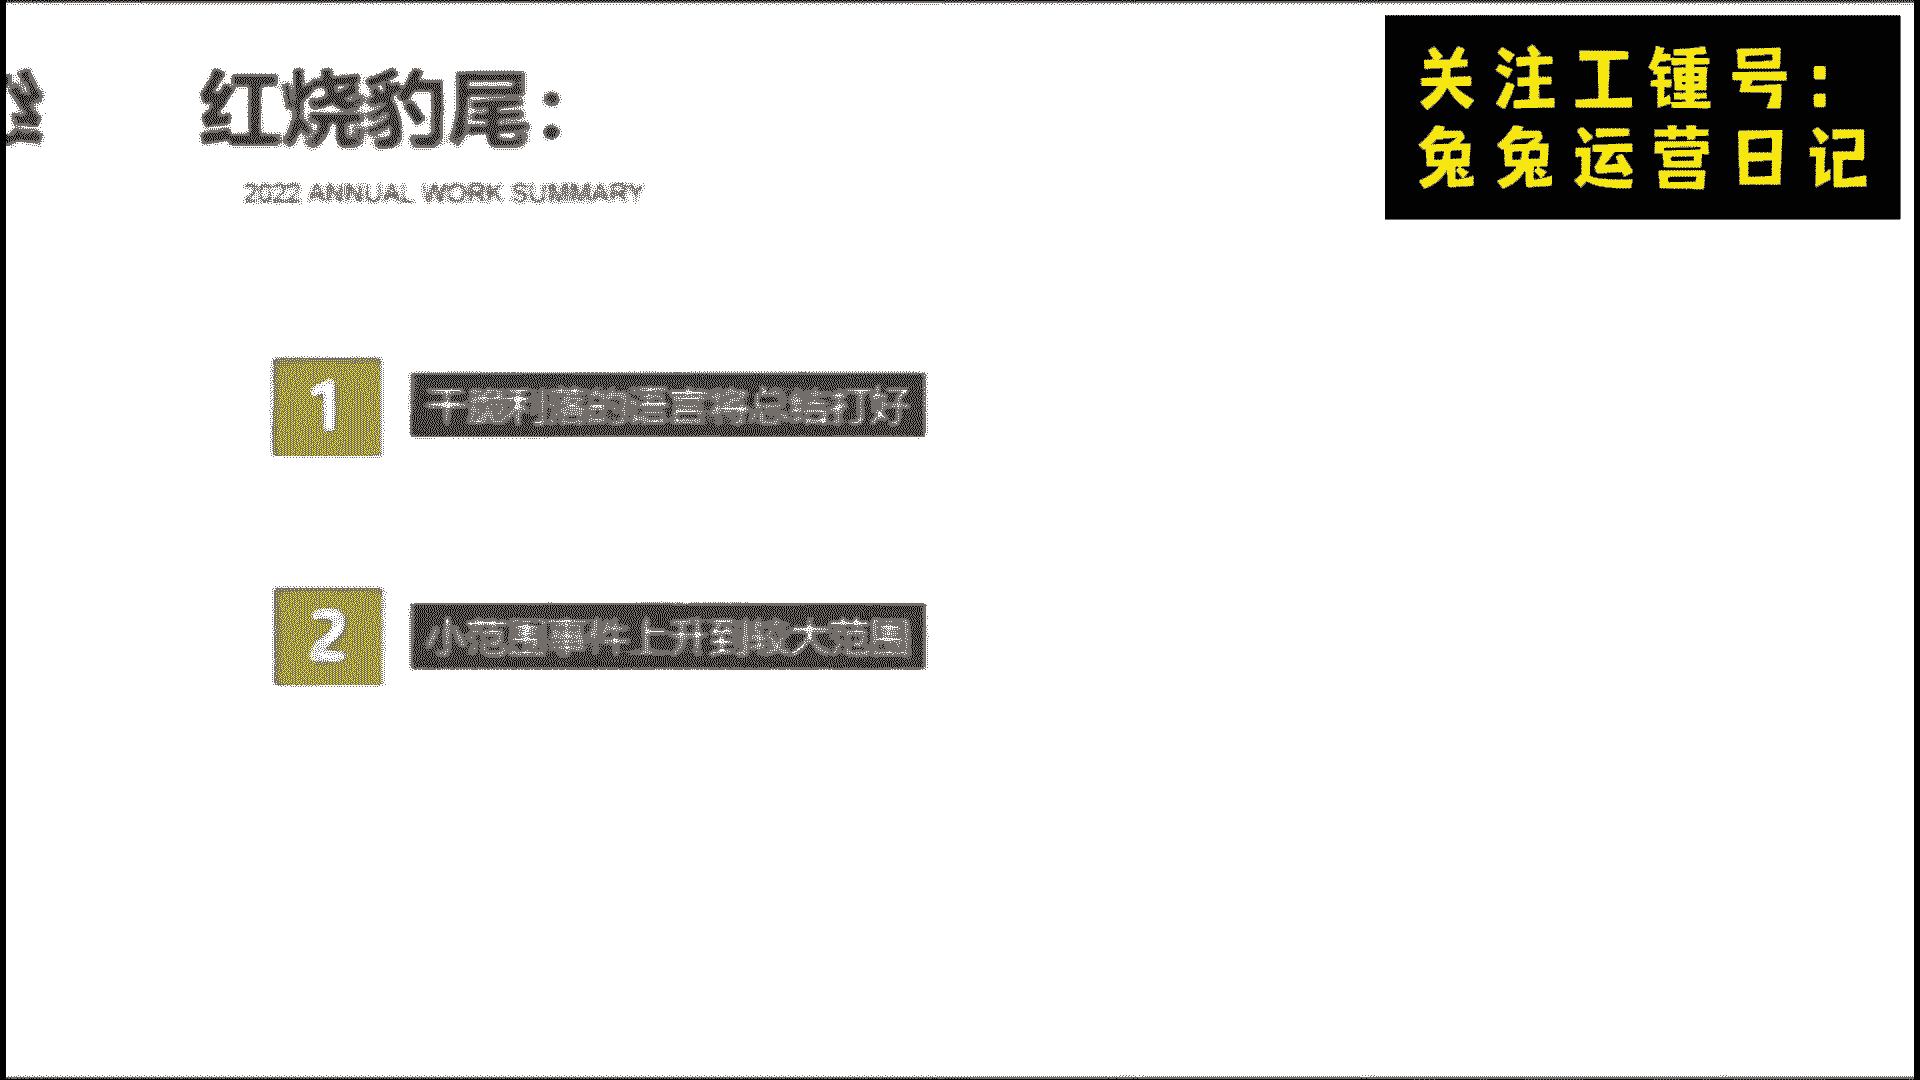 红烧豹尾：
2022 ANNUAL WORK SUMMARY
1
干脆利落的语言将总结打好
2
小范围事件上升到较大范围
关注工锺号：
兔兔运营日记